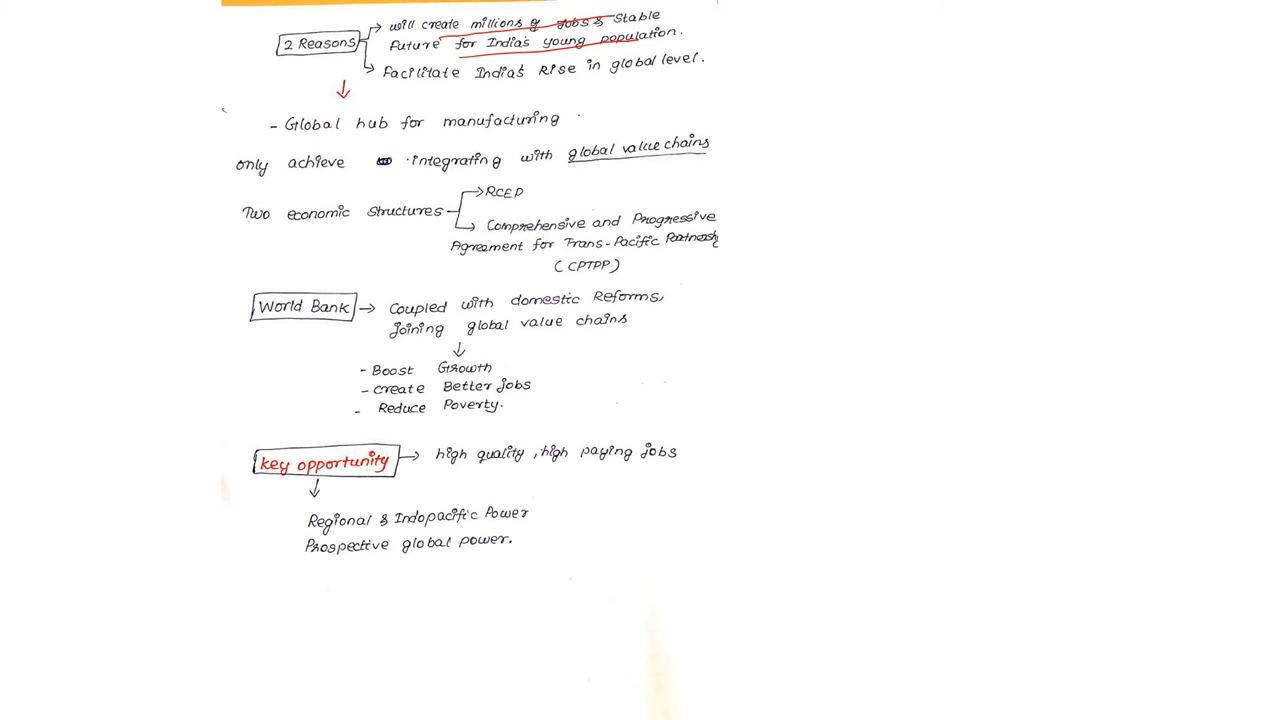 2 Reasons → will create millions of jobs & stable
Future for India's young population.
→ Facilitate India's Rise in global level.
↓
- Global hub for manufacturing
only achieve integrating with global value chains
Two economic structures → RCEP
→ Comprehensive and Progressive
Agreement for Trans-Pacific Partnership
(CPTPP)
World Bank → Coupled with domestic Reforms,
joining global value chains
↓
- Boost Growth
- create Better jobs
- Reduce Poverty.
key opportunity → high quality, high paying jobs
↓
Regional & Indopacific Power
Prospective global power.